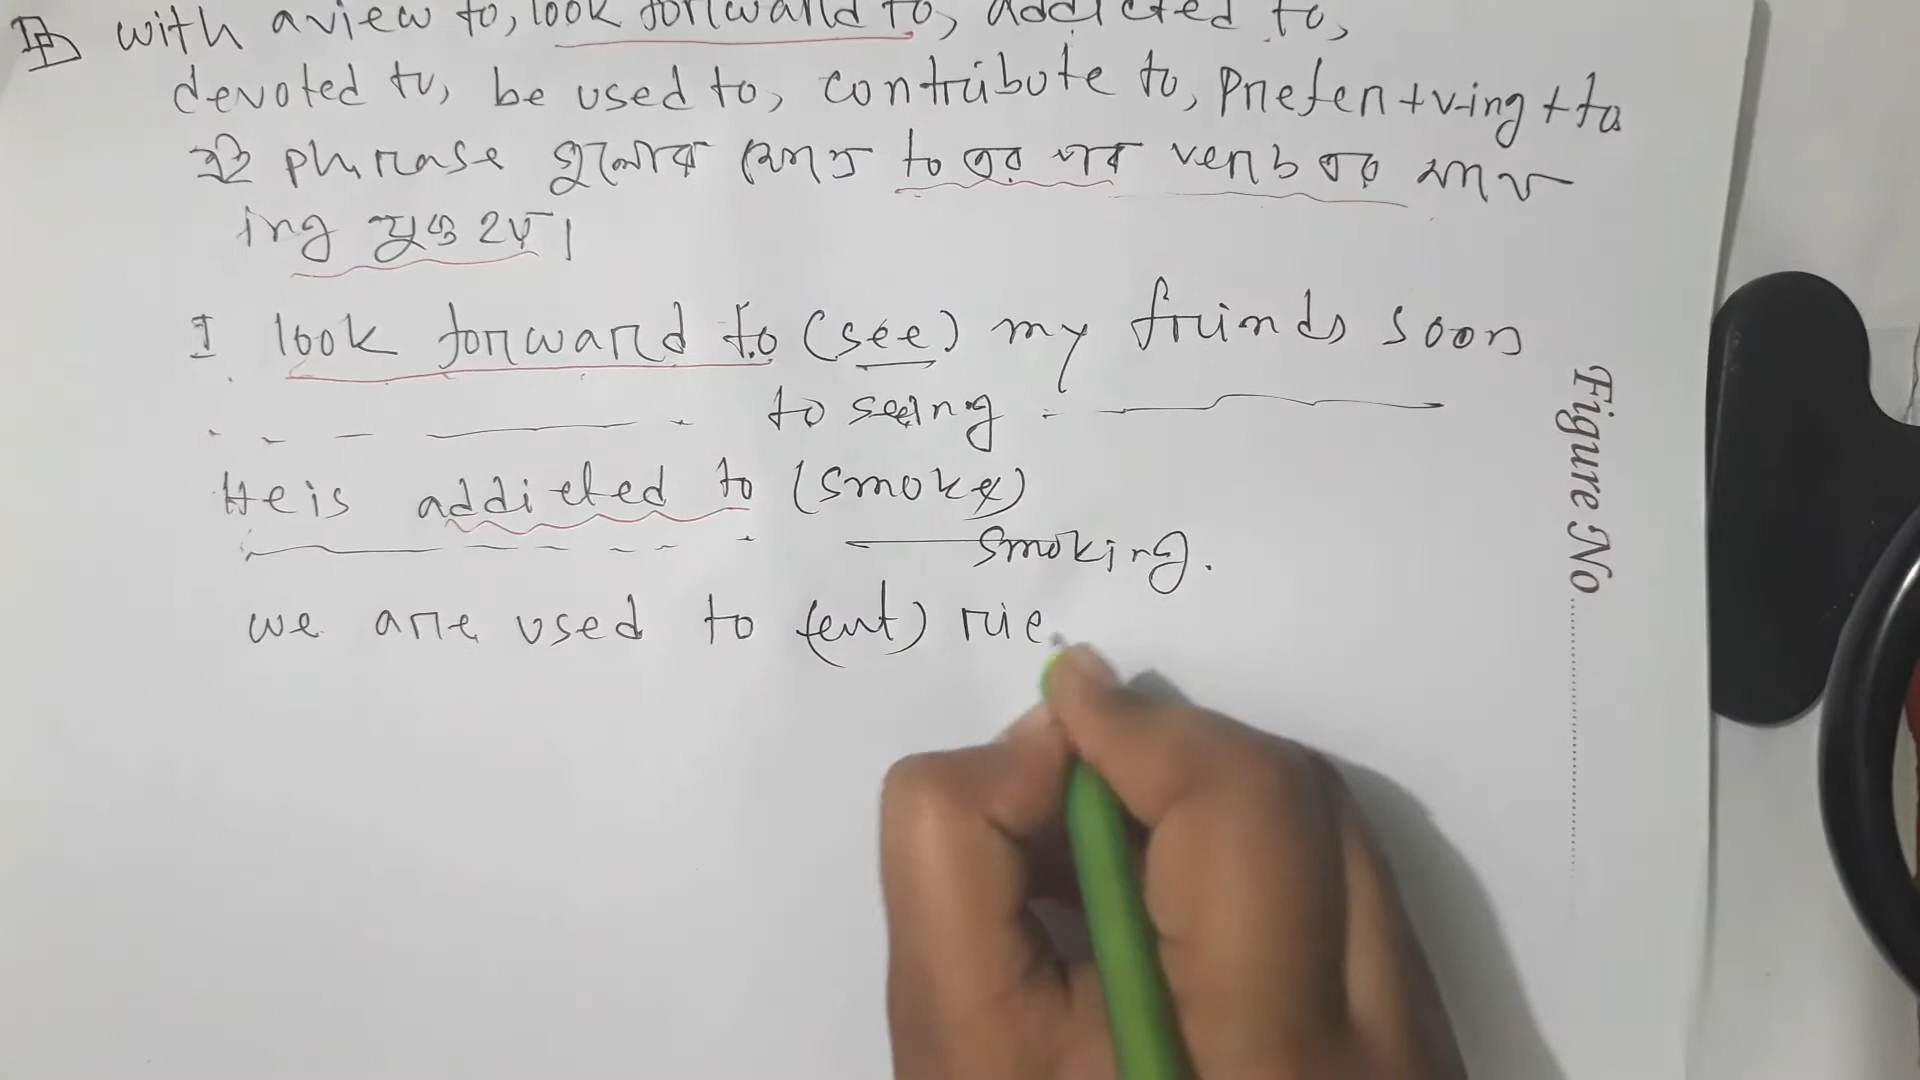 with a view to, look forward to, addicted to,
devoted to, be used to, contribute to, Prefer+v-ing+to
এই phrase গুলোর শেষে to এর পর verb এর সাথে
ing যুক্ত হয়।
I look forward to (see) my friends soon
to seeing
He is addicted to (smoke)
smoking.
we are used to (eat) ric
Figure No